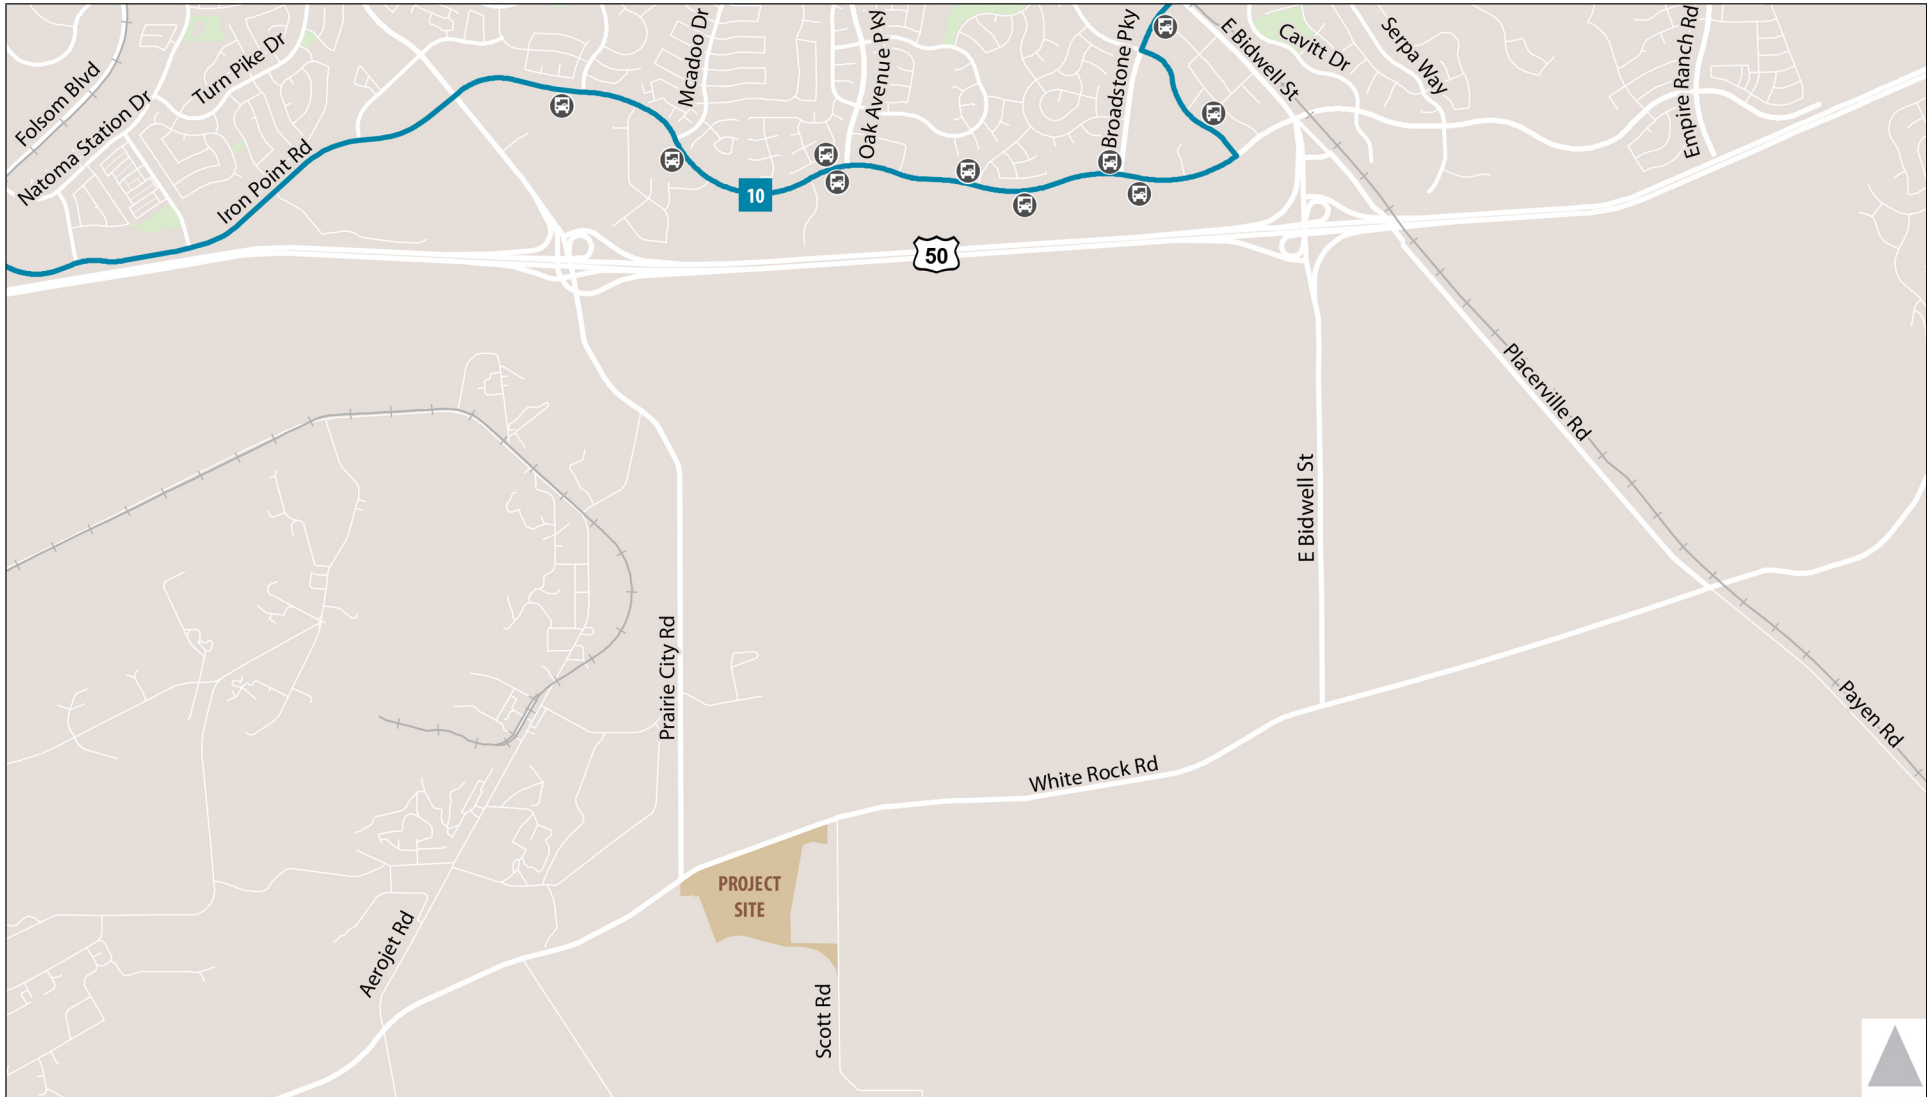 Folsom Blvd
Natoma Station Dr
Turn Pike Dr
Iron Point Rd
Mcadoo Dr
Oak Avenue Pky
Broadstone Pky
E Bidwell St
Cavitt Dr
Serpa Way
Empire Ranch Rd
10
50
Placerville Rd
E Bidwell St
Prairie City Rd
Payen Rd
White Rock Rd
PROJECT
SITE
Aerojet Rd
Scott Rd